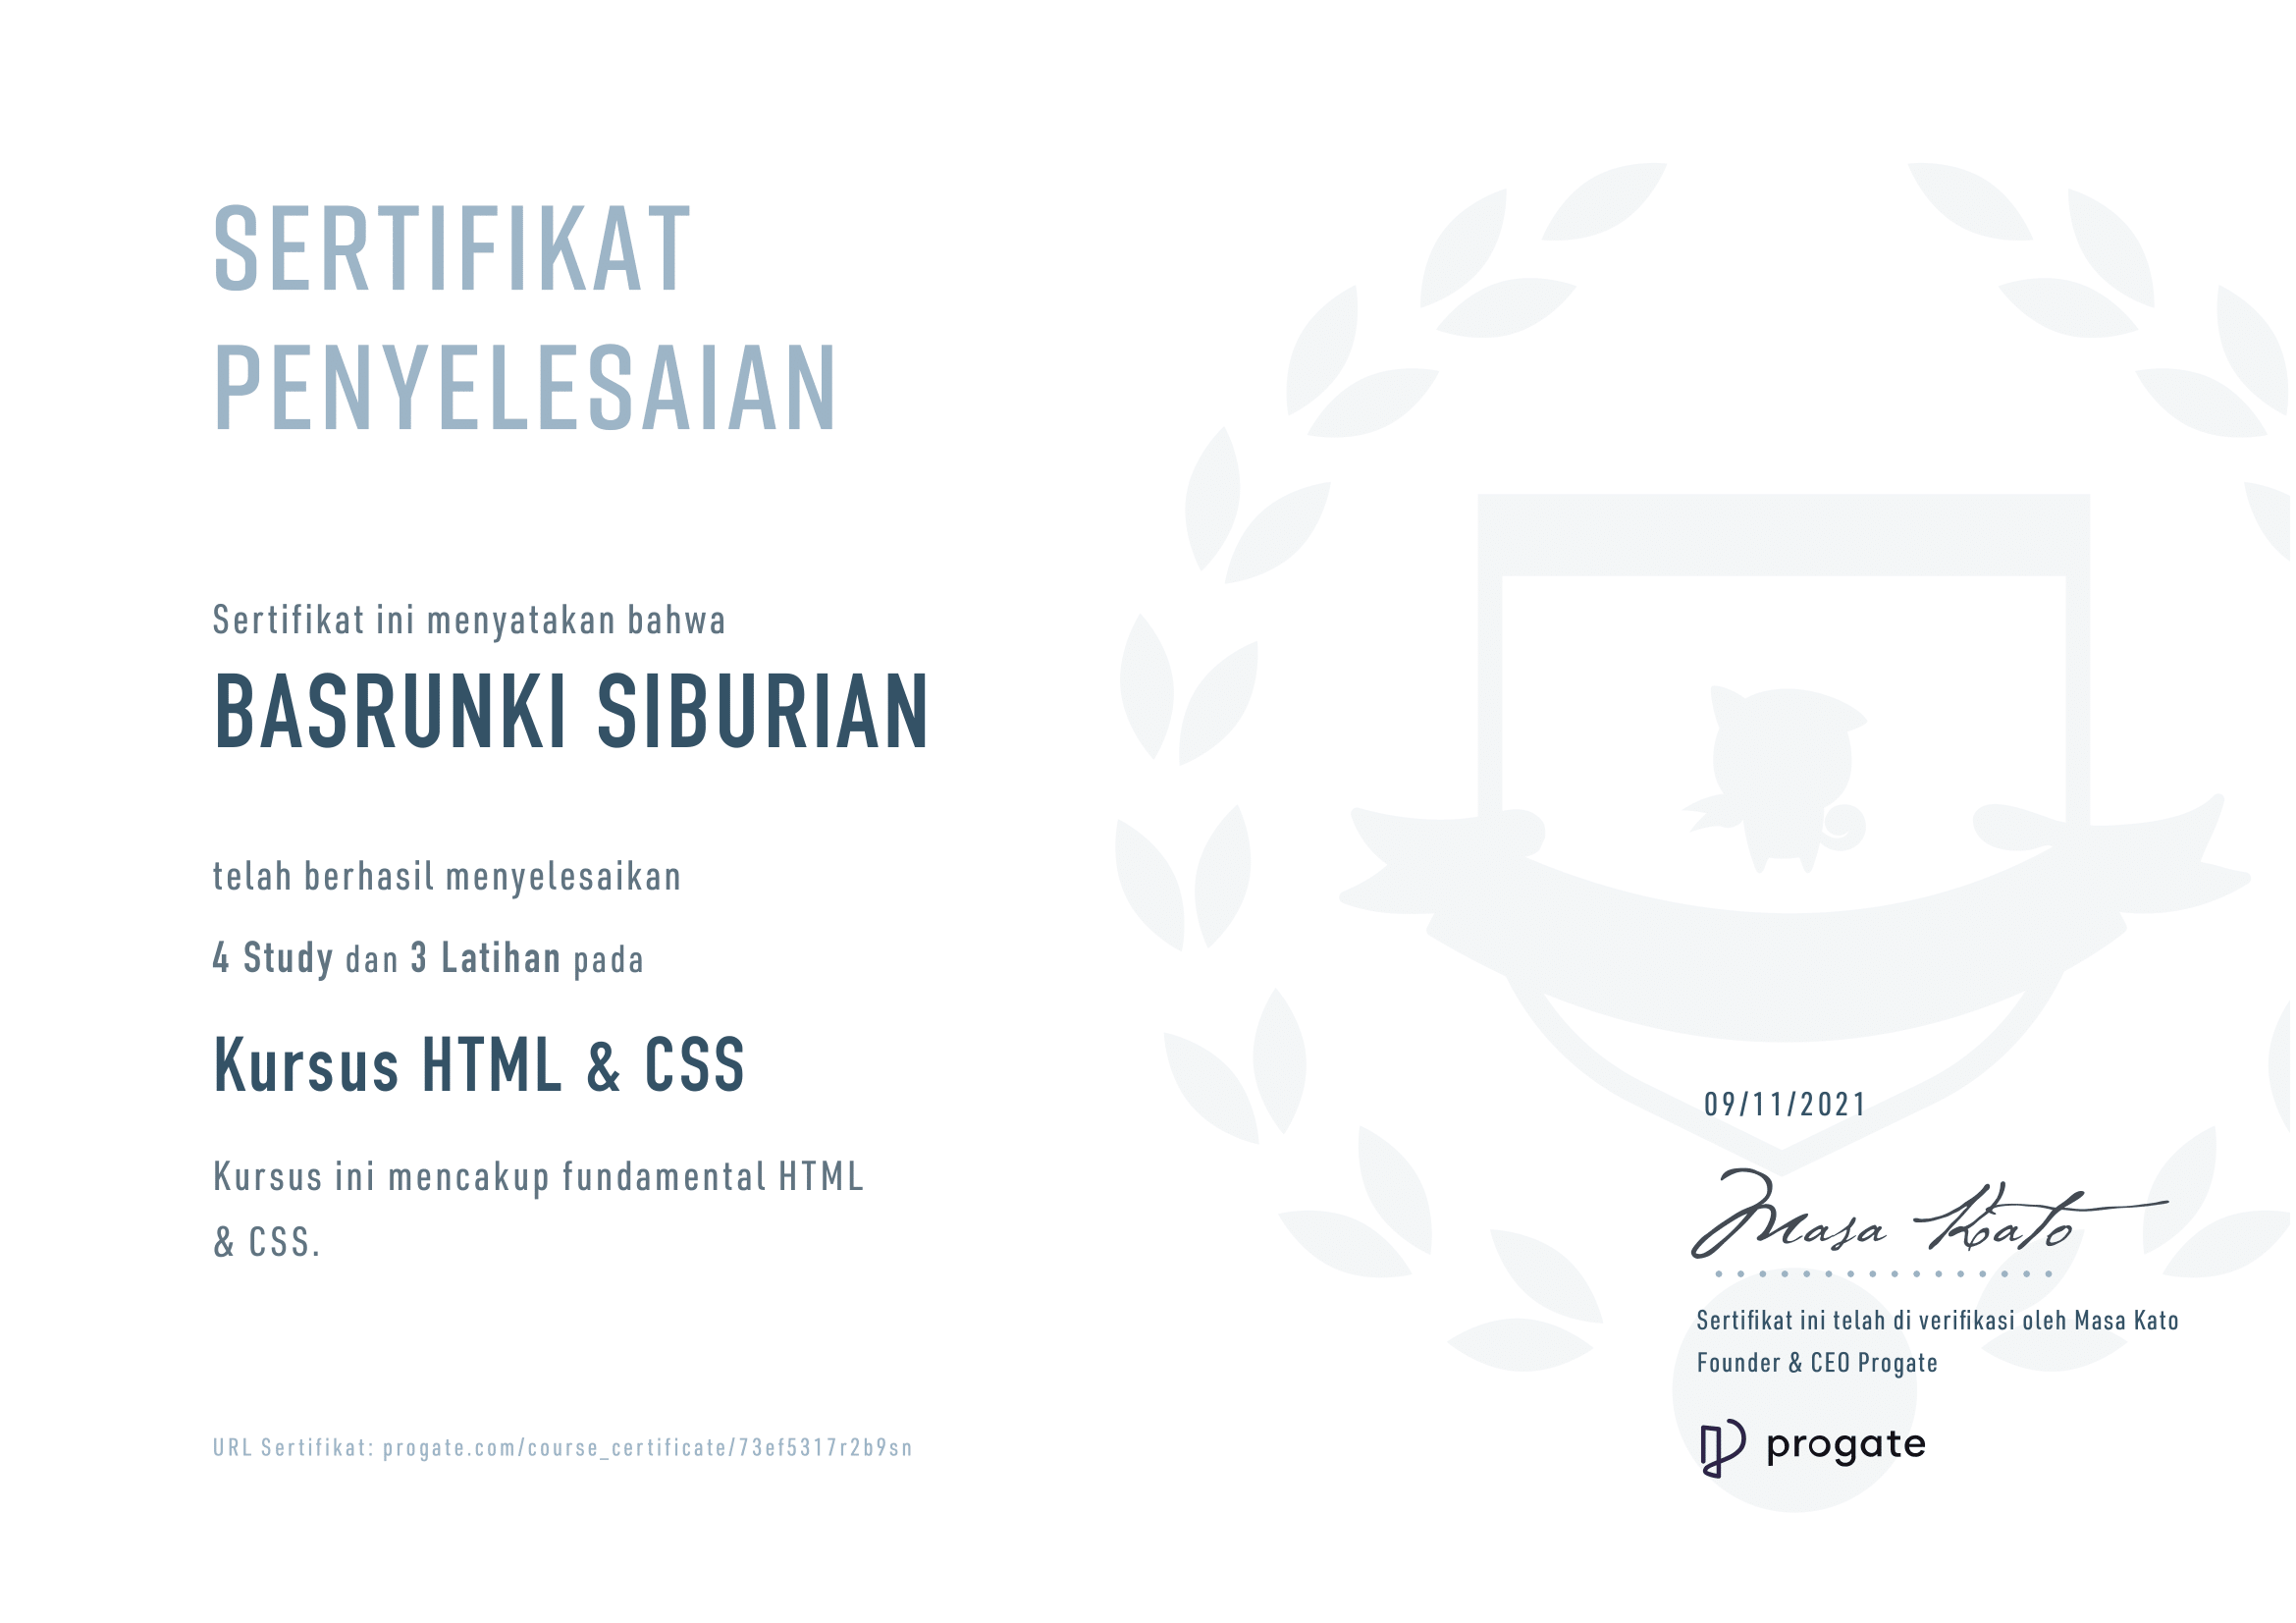 SERTIFIKAT
PENYELESAIAN
Sertifikat ini menyatakan bahwa
BASRUNKI SIBURIAN
telah berhasil menyelesaikan
4 Study dan 3 Latihan pada
Kursus HTML & CSS
Kursus ini mencakup fundamental HTML
& CSS.
URL Sertifikat: progate.com/course_certificate/73ef5317r2b9sn
09/11/2021
Masa Kato
Sertifikat ini telah di verifikasi oleh Masa Kato
Founder & CEO Progate
progate